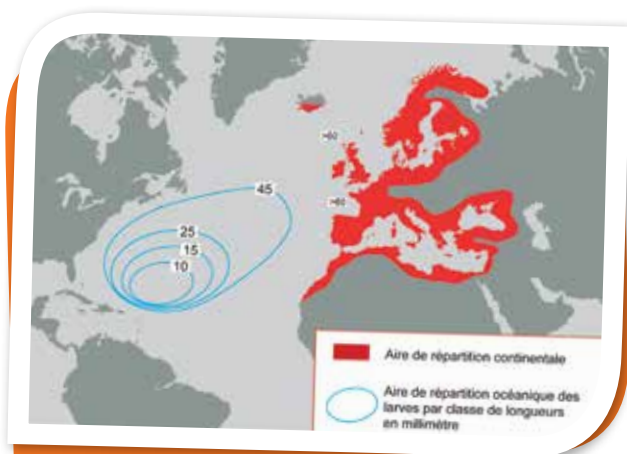 >60
>60
45
25
15
10
Aire de répartition continentale
Aire de répartition océanique des
larves par classe de longueurs
en millimètre